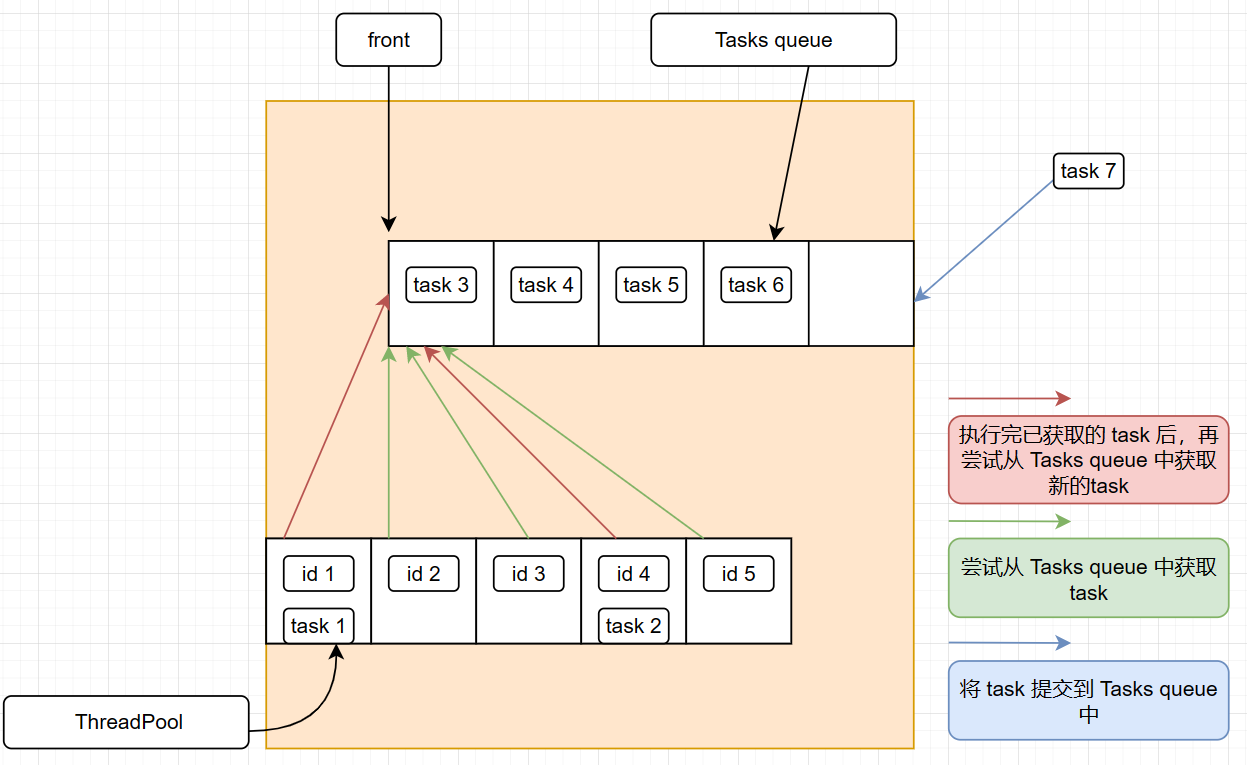 front
Tasks queue
task 7
task 3
task 4
task 5
task 6
执行完已获取的 task 后，再
尝试从 Tasks queue 中获取
新的task
尝试从 Tasks queue 中获取
task
将 task 提交到 Tasks queue
中
id 1
id 2
id 3
id 4
id 5
task 1
task 2
ThreadPool